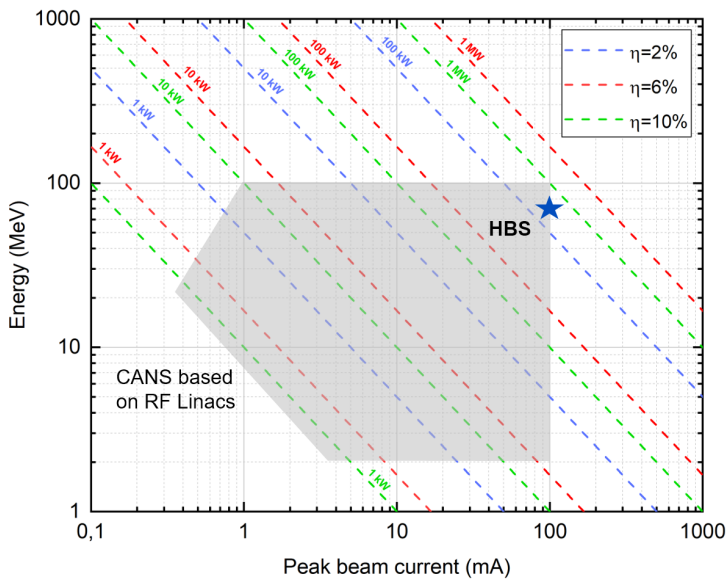 1000
100
10
1
Energy (MeV)
1 kW
1 kW
10 kW
10 kW
10 kW
100 kW
100 kW
100 kW
1 MW
1 MW
1 kW
η=2%
η=6%
η=10%
HBS
CANS based
on RF Linacs
0,1
1
10
100
1000
Peak beam current (mA)